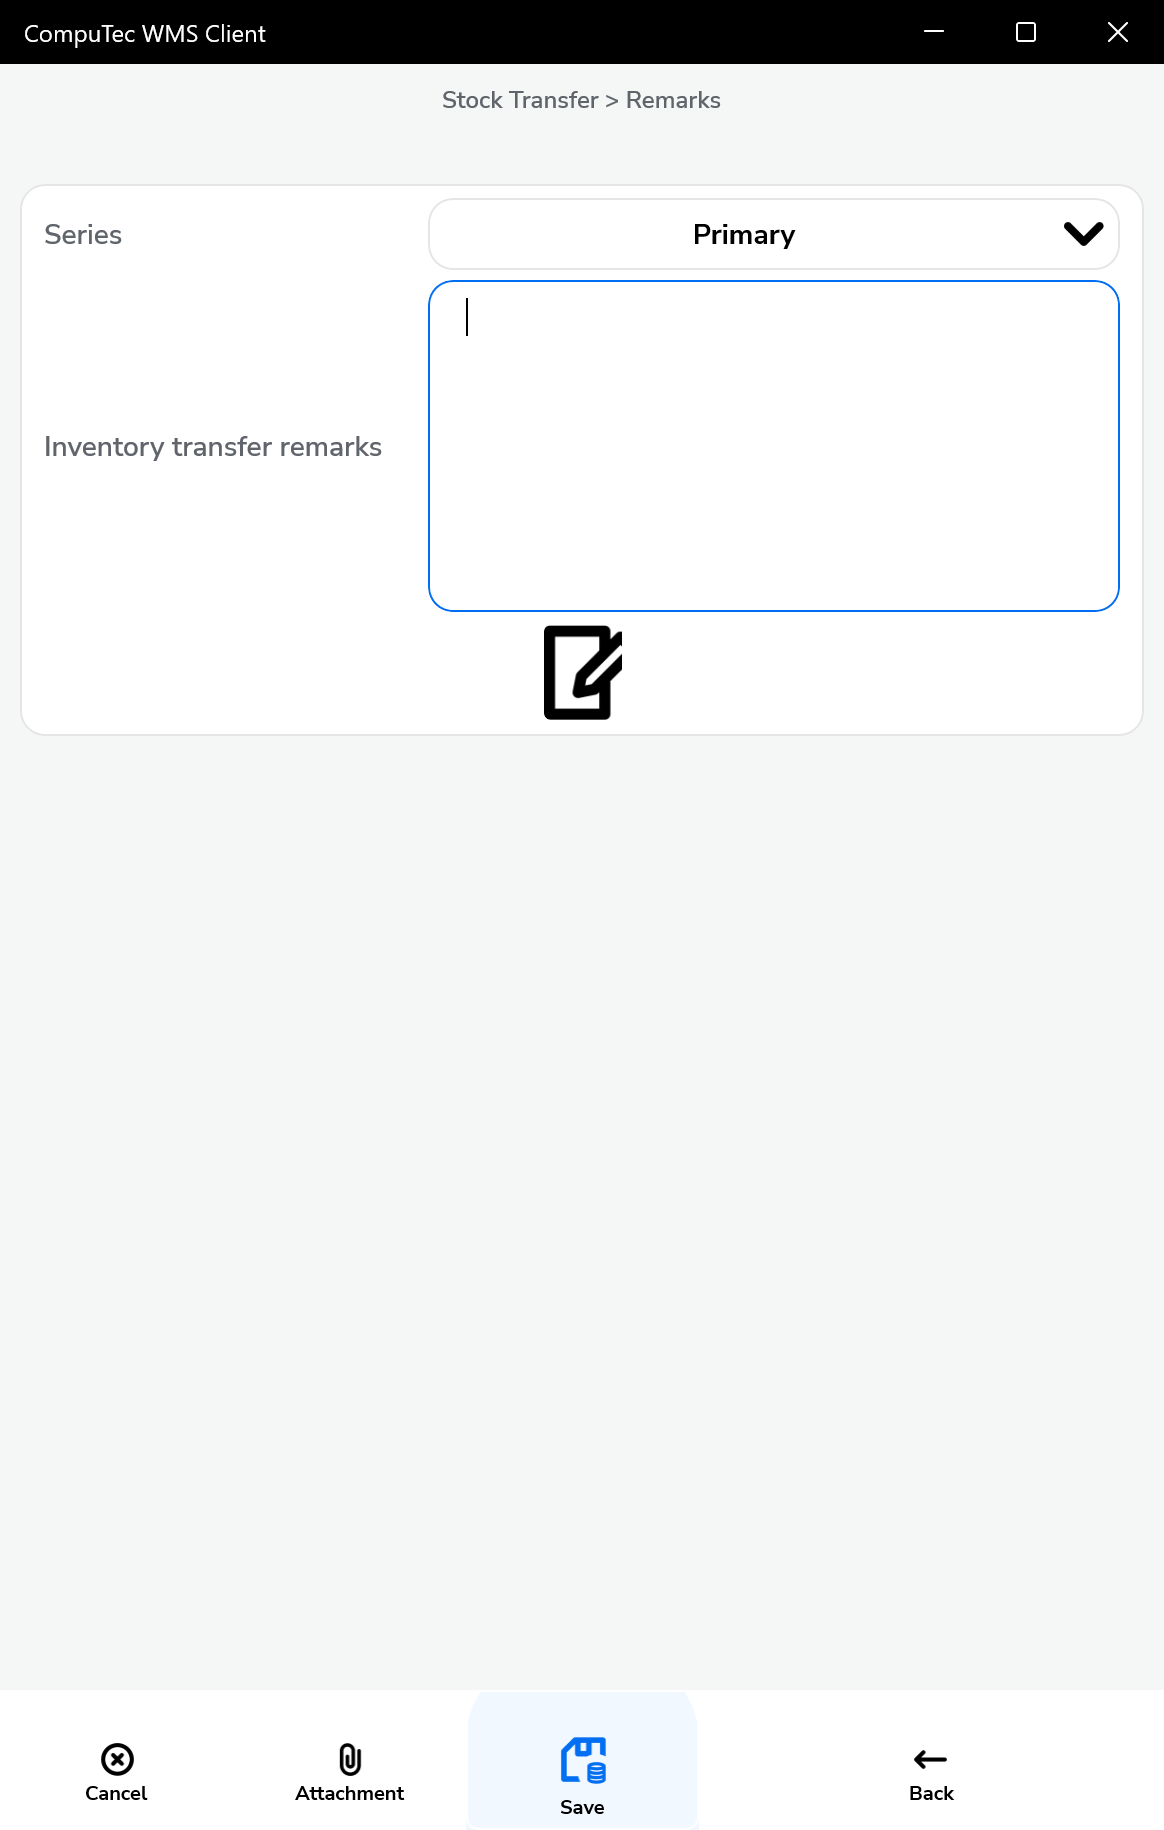 CompuTec WMS Client
Stock Transfer > Remarks
Series
Primary
Inventory transfer remarks
Cancel
Attachment
Save
Back